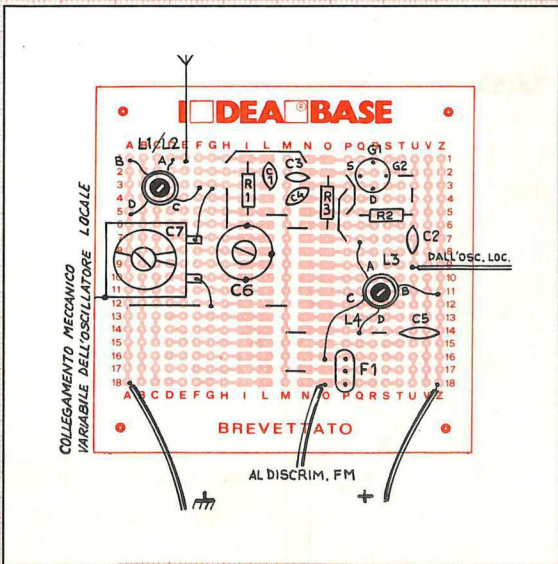 I DEA BASE
L1/L2
A B C D E F G H I L M N O P Q R S T U V Z
1
2
3
4
5
6
7
8
9
10
11
12
13
14
15
16
17
18
B A
D C
C7
R1
C1
C3
C4
R3
G1
S G2
D
R2
C2
C6
L3
DALL'OSC. LOC.
A
C B
L4 D
C5
F1
A B C D E F G H I L M N O P Q R S T U V Z
BREVETTATO
COLLEGAMENTO MECCANICO
VARIABILE DELL'OSCILLATORE LOCALE
AL DISCRIM. FM
+